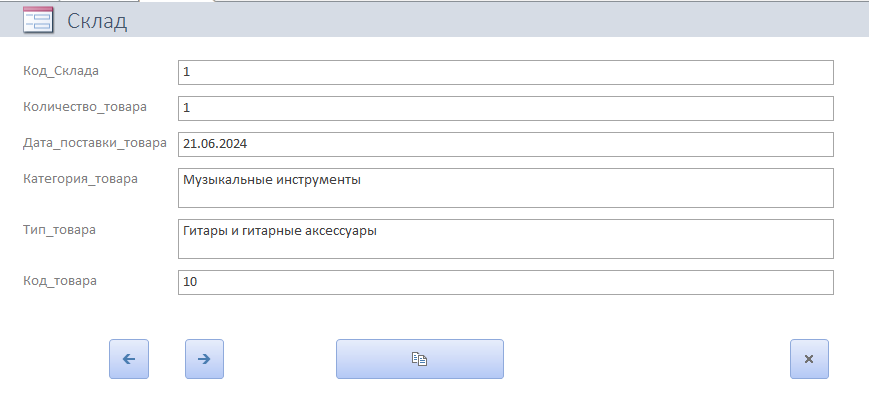 Склад
Код_Склада 1
Количество_товара 1
Дата_поставки_товара 21.06.2024
Категория_товара Музыкальные инструменты
Тип_товара Гитары и гитарные аксессуары
Код_товара 10